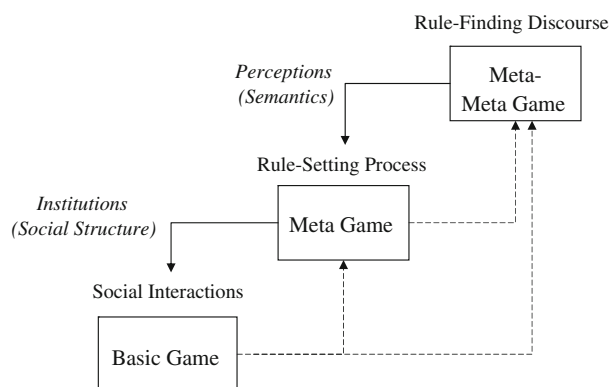 Rule-Finding Discourse
Perceptions
(Semantics)
Meta-
Meta Game
Rule-Setting Process
Institutions
(Social Structure)
Meta Game
Social Interactions
Basic Game